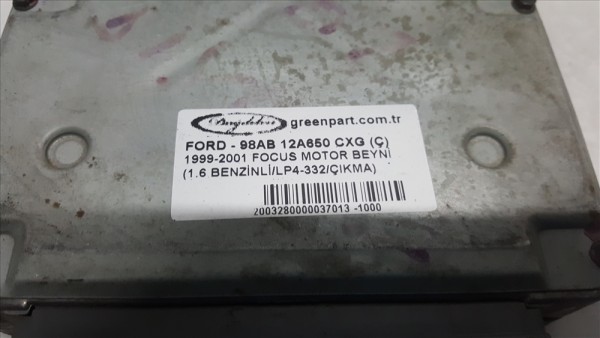 greenpart.com.tr
FORD - 98AB 12A650 CXG (Ç)
1999-2001 FOCUS MOTOR BEYNİ
(1.6 BENZİNLİ/LP4-332/ÇIKMA)
2003280000037013 -1000